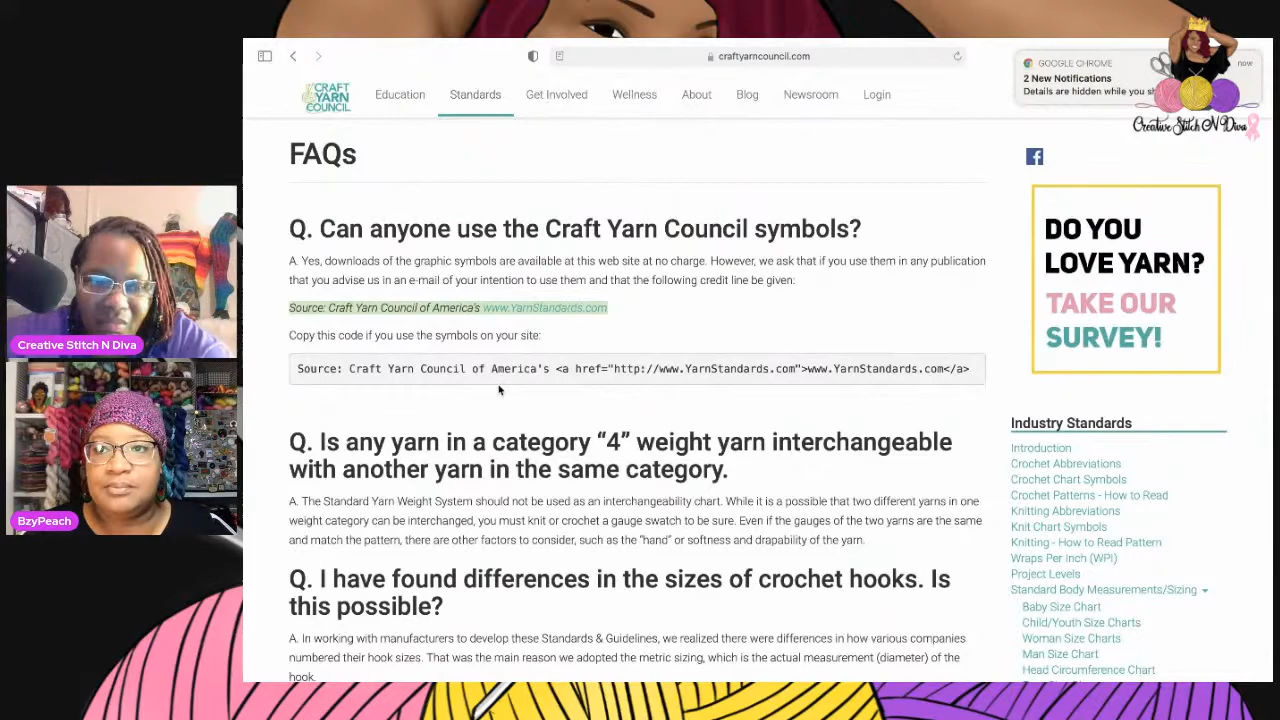 craftyarncouncil.com
GOOGLE CHROME
now
2 New Notifications
Details are hidden while you
Creative Stitch N Diva
CRAFT
YARN
COUNCIL
Education
Standards
Get Involved
Wellness
About
Blog
Newsroom
Login
FAQs
Q. Can anyone use the Craft Yarn Council symbols?
A. Yes, downloads of the graphic symbols are available at this web site at no charge. However, we ask that if you use them in any publication
that you advise us in an e-mail of your intention to use them and that the following credit line be given:
Source: Craft Yarn Council of America's www.YarnStandards.com
Copy this code if you use the symbols on your site:
Source: Craft Yarn Council of America's <a href="http://www.YarnStandards.com">www.YarnStandards.com</a>
Q. Is any yarn in a category “4” weight yarn interchangeable
with another yarn in the same category.
A. The Standard Yarn Weight System should not be used as an interchangeability chart. While it is a possible that two different yarns in one
weight category can be interchanged, you must knit or crochet a gauge swatch to be sure. Even if the gauges of the two yarns are the same
and match the pattern, there are other factors to consider, such as the “hand” or softness and drapability of the yarn.
Q. I have found differences in the sizes of crochet hooks. Is
this possible?
A. In working with manufacturers to develop these Standards & Guidelines, we realized there were differences in how various companies
numbered their hook sizes. That was the main reason we adopted the metric sizing, which is the actual measurement (diameter) of the
hook.
DO YOU
LOVE YARN?
TAKE OUR
SURVEY!
Industry Standards
Introduction
Crochet Abbreviations
Crochet Chart Symbols
Crochet Patterns - How to Read
Knitting Abbreviations
Knit Chart Symbols
Knitting - How to Read Pattern
Wraps Per Inch (WPI)
Project Levels
Standard Body Measurements/Sizing
Baby Size Chart
Child/Youth Size Charts
Woman Size Charts
Man Size Chart
Head Circumference Chart
Creative Stitch N Diva
BzyPeach